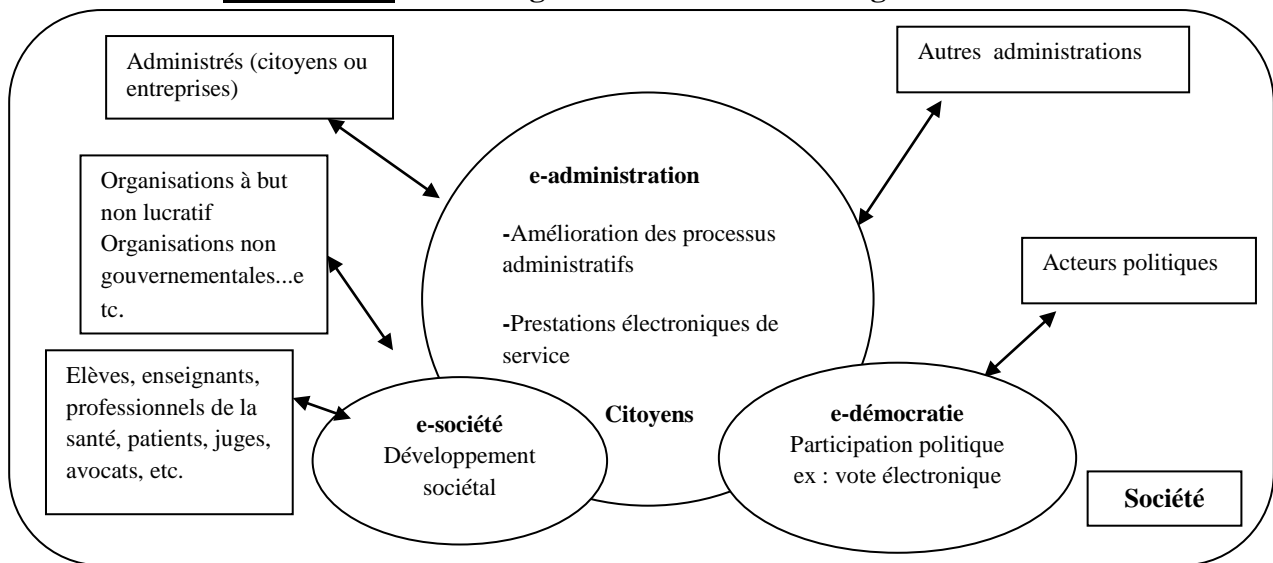 Administrés (citoyens ou
entreprises)
Autres administrations
Organisations à but
non lucratif
Organisations non
gouvernementales...e
tc.
e-administration
-Amélioration des processus
administratifs
-Prestations électroniques de
service
Acteurs politiques
Elèves, enseignants,
professionnels de la
santé, patients, juges,
avocats, etc.
Citoyens
e-société
Développement
sociétal
e-démocratie
Participation politique
ex : vote électronique
Société